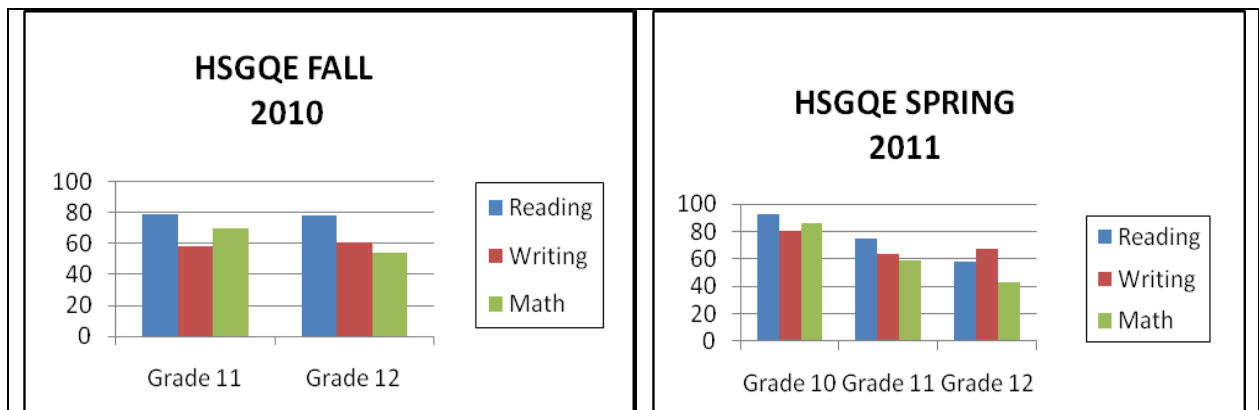 HSGQE FALL
2010
100
80
60
40
20
0
Grade 11
Grade 12
Reading
Writing
Math
HSGQE SPRING
2011
100
80
60
40
20
0
Grade 10
Grade 11
Grade 12
Reading
Writing
Math